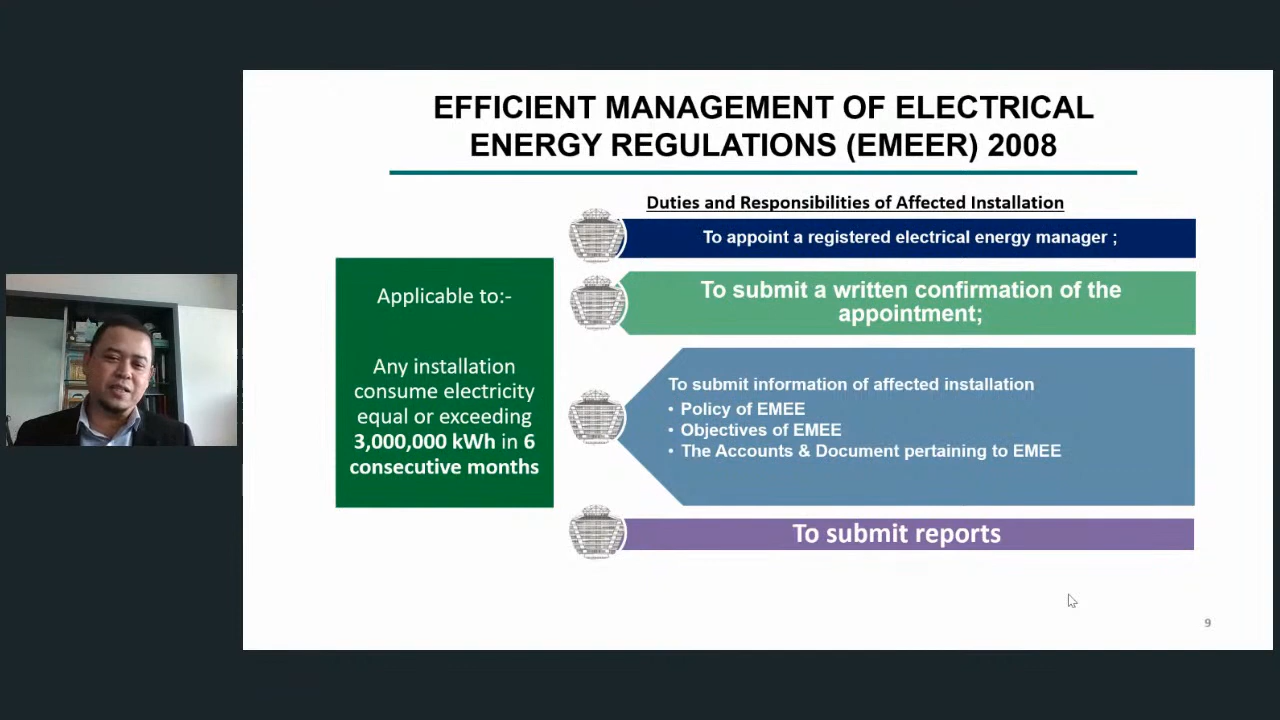 EFFICIENT MANAGEMENT OF ELECTRICAL
ENERGY REGULATIONS (EMEER) 2008
Duties and Responsibilities of Affected Installation
To appoint a registered electrical energy manager ;
To submit a written confirmation of the
appointment;
Applicable to:-
Any installation
consume electricity
equal or exceeding
3,000,000 kWh in 6
consecutive months
To submit information of affected installation
• Policy of EMEE
• Objectives of EMEE
• The Accounts & Document pertaining to EMEE
To submit reports
9